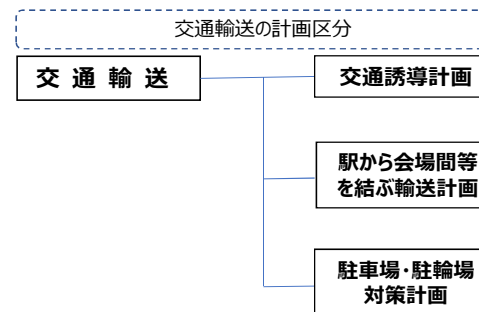 交通輸送の計画区分
交通輸送
交通誘導計画
駅から会場間等
を結ぶ輸送計画
駐車場・駐輪場
対策計画